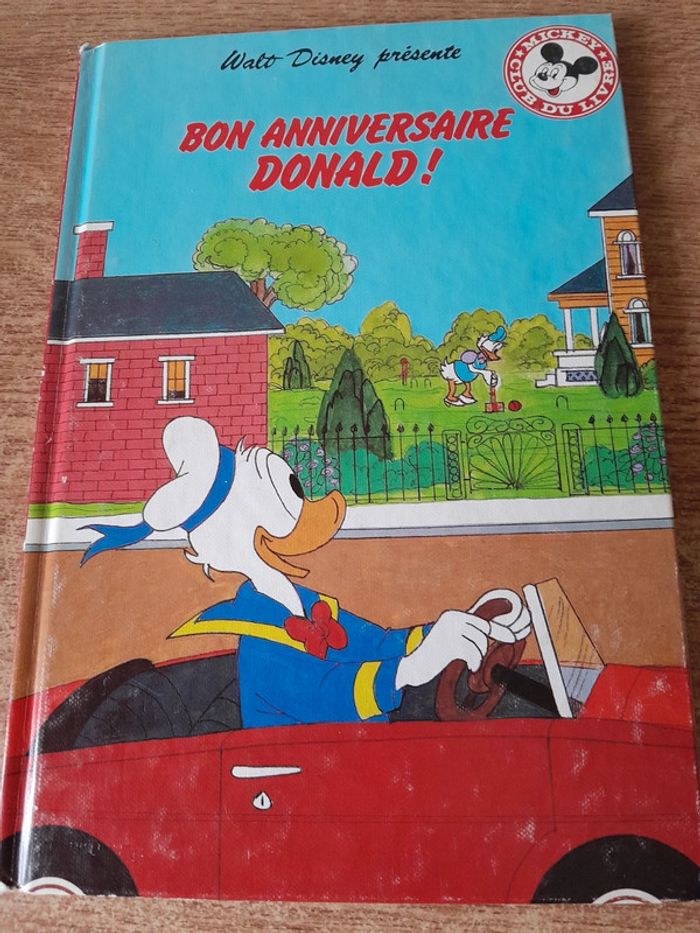 Walt Disney présente
MICKEY
CLUB DU LIVRE
BON ANNIVERSAIRE
DONALD !